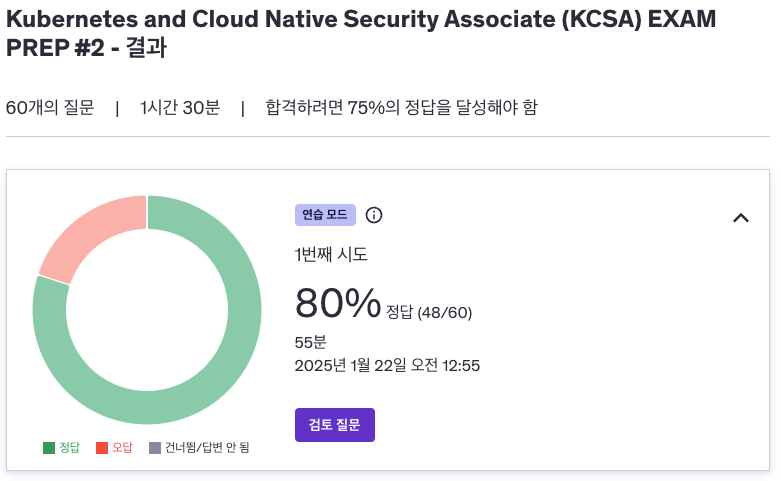 Kubernetes and Cloud Native Security Associate (KCSA) EXAM
PREP #2 - 결과
60개의 질문 | 1시간 30분 | 합격하려면 75%의 정답을 달성해야 함
연습 모드
1번째 시도
80% 정답 (48/60)
55분
2025년 1월 22일 오전 12:55
검토 질문
정답 오답 건너뜀/답변 안 됨